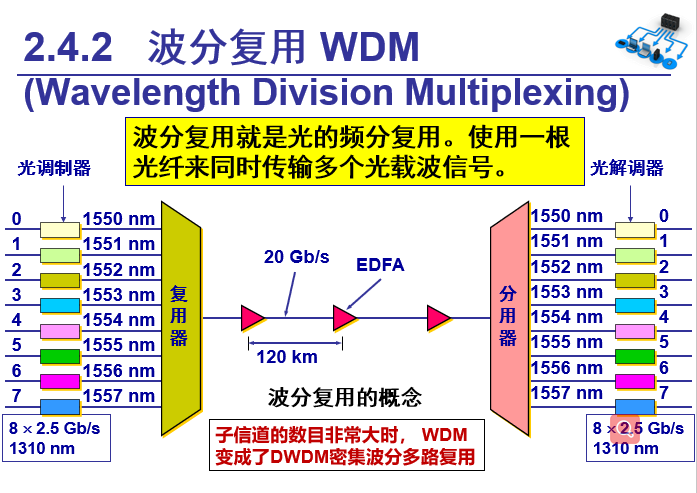 2.4.2 波分复用 WDM
(Wavelength Division Multiplexing)
波分复用就是光的频分复用。使用一根
光纤来同时传输多个光载波信号。
光调制器
光解调器
0 1550 nm
1 1551 nm
2 1552 nm
3 1553 nm
4 1554 nm
5 1555 nm
6 1556 nm
7 1557 nm
8 × 2.5 Gb/s
1310 nm
复用器
20 Gb/s
EDFA
120 km
波分复用的概念
子信道的数目非常大时， WDM
变成了DWDM密集波分多路复用
分用器
1550 nm 0
1551 nm 1
1552 nm 2
1553 nm 3
1554 nm 4
1555 nm 5
1556 nm 6
1557 nm 7
8 × 2.5 Gb/s
1310 nm